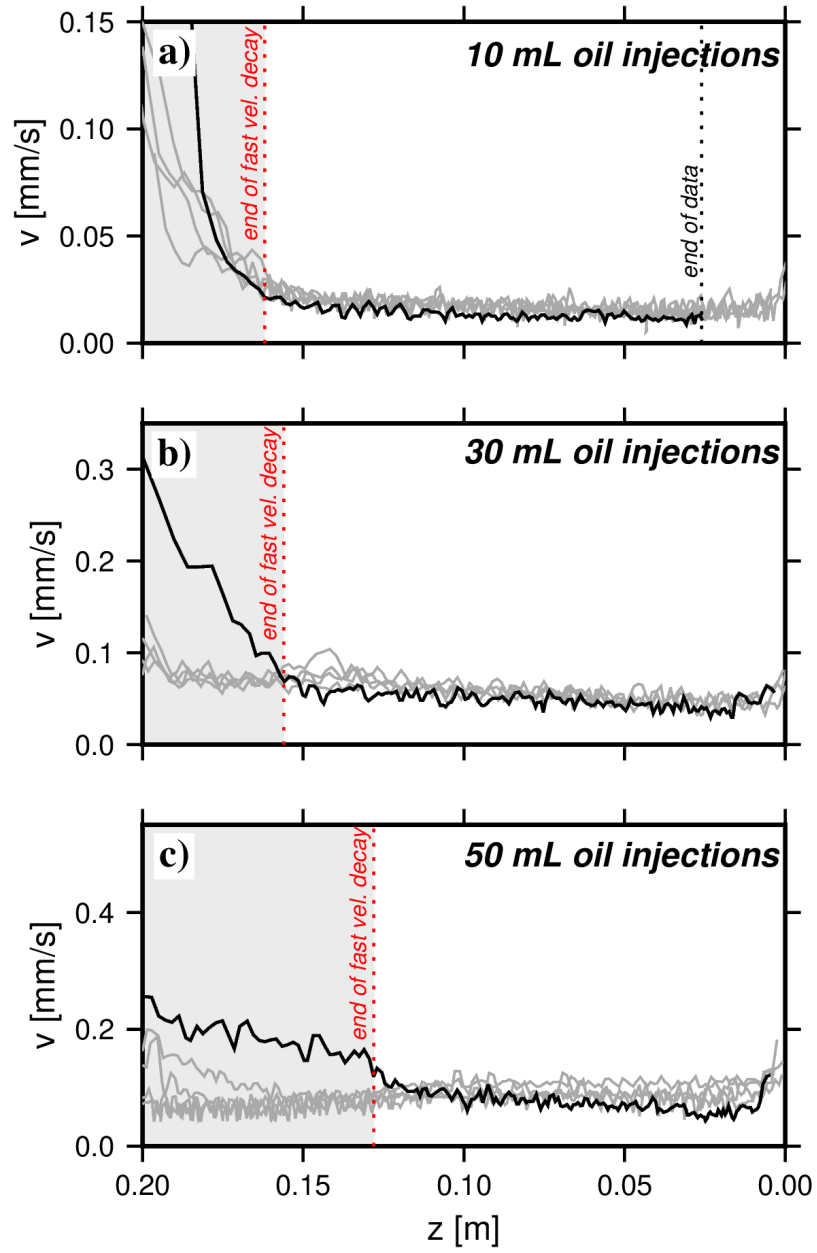 a)
10 mL oil injections
end of fast vel. decay
end of data
v [mm/s]
0.15
0.10
0.05
0.00
b)
30 mL oil injections
end of fast vel. decay
v [mm/s]
0.3
0.2
0.1
0.0
c)
50 mL oil injections
end of fast vel. decay
v [mm/s]
0.4
0.2
0.0
0.20 0.15 0.10 0.05 0.00
z [m]